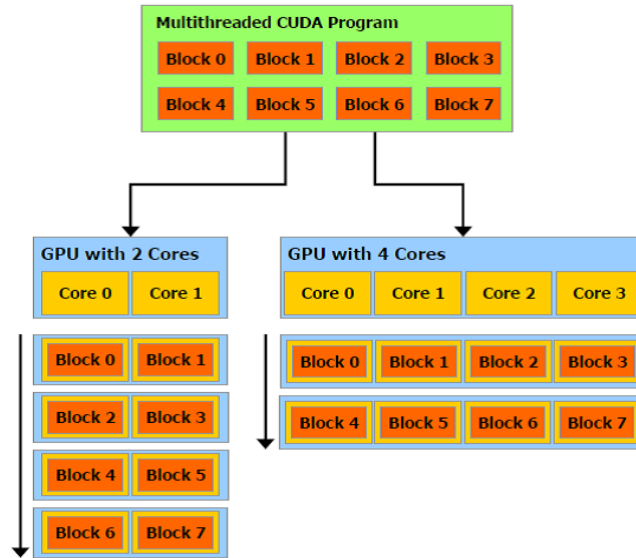 Multithreaded CUDA Program
Block 0 Block 1 Block 2 Block 3
Block 4 Block 5 Block 6 Block 7
GPU with 2 Cores
Core 0 Core 1
Block 0 Block 1
Block 2 Block 3
Block 4 Block 5
Block 6 Block 7
GPU with 4 Cores
Core 0 Core 1 Core 2 Core 3
Block 0 Block 1 Block 2 Block 3
Block 4 Block 5 Block 6 Block 7